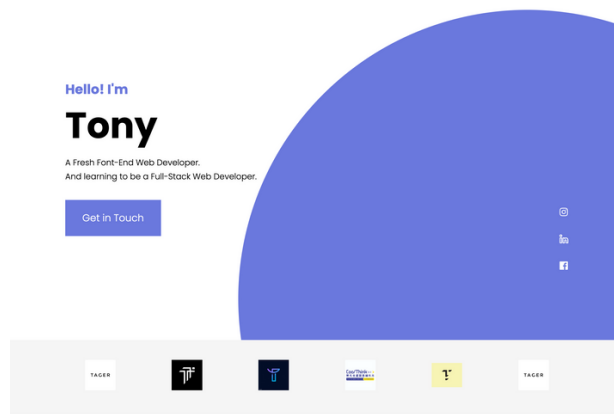 Hello! I'm
Tony
A Fresh Font-End Web Developer.
And learning to be a Full-Stack Web Developer.
Get in Touch
TAGER
CoolThink
TAGER